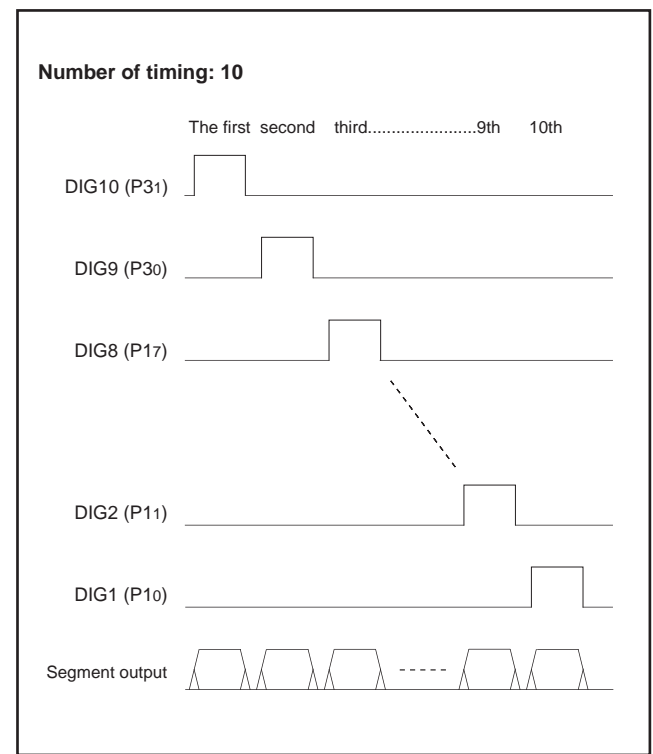 Number of timing: 10
The first second third.......................9th 10th
DIG10 (P31)
DIG9 (P30)
DIG8 (P17)
DIG2 (P11)
DIG1 (P10)
Segment output